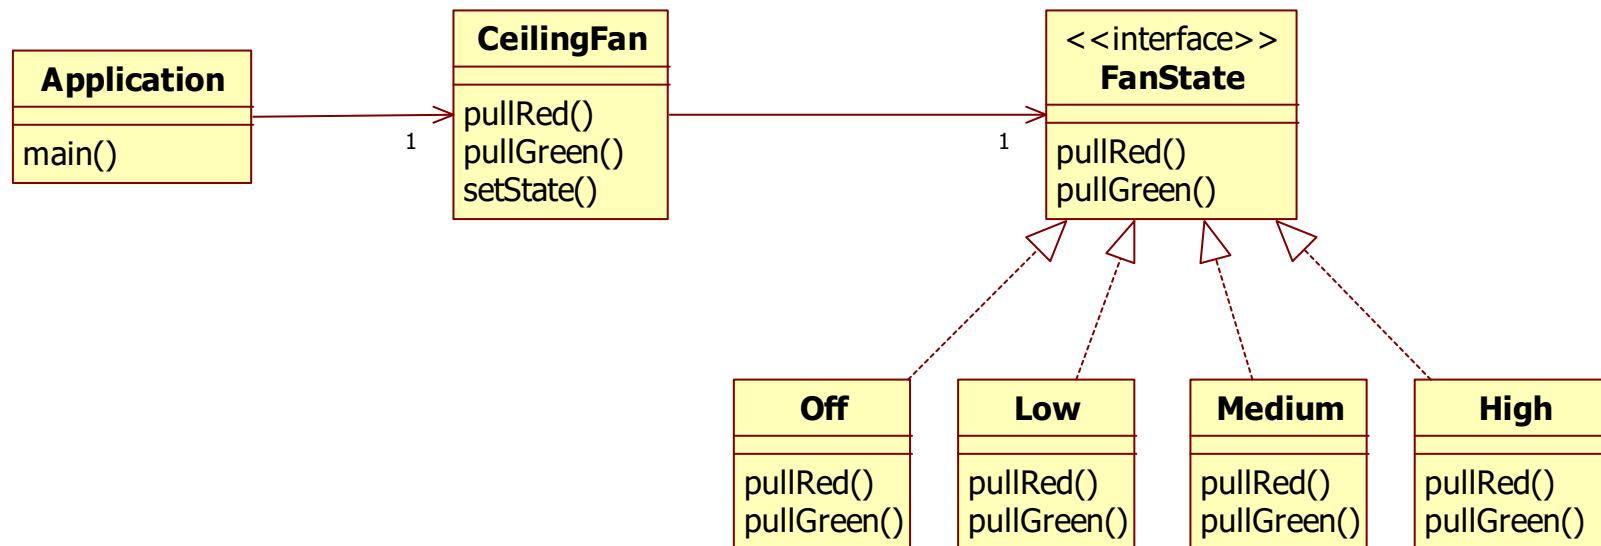 Application
main()
1
CeilingFan
pullRed()
pullGreen()
setState()
1
<<interface>>
FanState
pullRed()
pullGreen()
Off
pullRed()
pullGreen()
Low
pullRed()
pullGreen()
Medium
pullRed()
pullGreen()
High
pullRed()
pullGreen()